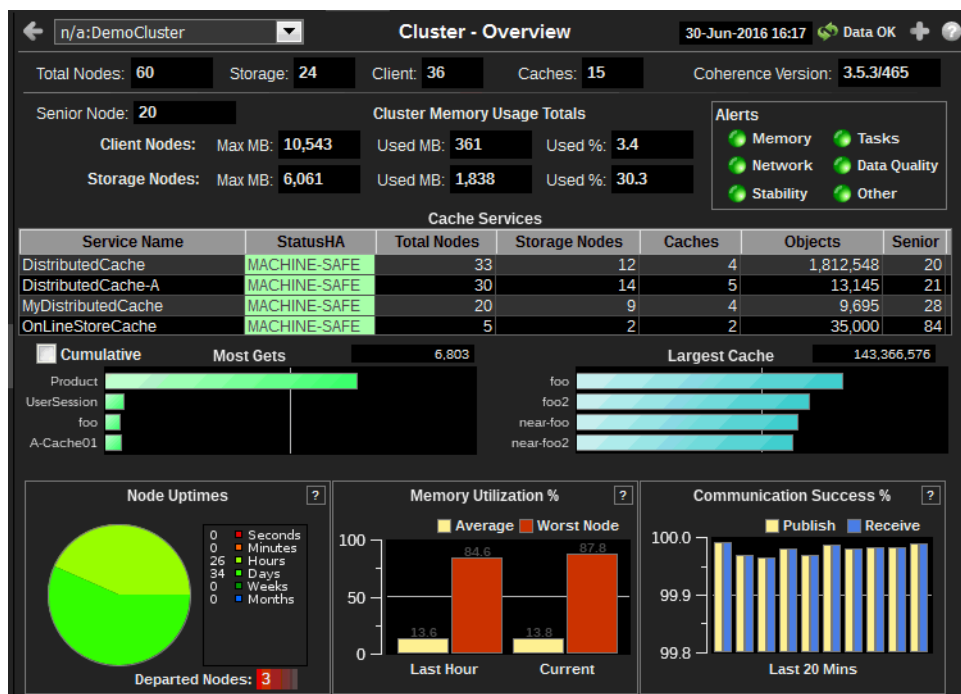 n/a:DemoCluster Cluster - Overview 30-Jun-2016 16:17 Data OK + ?
Total Nodes: 60 Storage: 24 Client: 36 Caches: 15 Coherence Version: 3.5.3/465
Senior Node: 20 Cluster Memory Usage Totals Alerts
Client Nodes: Max MB: 10,543 Used MB: 361 Used %: 3.4 Memory Tasks
Network Data Quality
Storage Nodes: Max MB: 6,061 Used MB: 1,838 Used %: 30.3
Stability Other
Cache Services
Service Name StatusHA Total Nodes Storage Nodes Caches Objects Senior
DistributedCache MACHINE-SAFE 33 12 4 1,812,548 20
DistributedCache-A MACHINE-SAFE 30 14 5 13,145 21
MyDistributedCache MACHINE-SAFE 20 9 4 9,695 28
OnLineStoreCache MACHINE-SAFE 5 2 2 35,000 84
Cumulative Most Gets 6,803 Largest Cache 143,366,576
Product foo
UserSession foo2
foo near-foo
A-Cache01 near-foo2
Node Uptimes ?
0 Seconds
0 Minutes
26 Hours
34 Days
0 Weeks
0 Months
Departed Nodes: 3
Memory Utilization % ?
Average Worst Node
100
84.6 87.8
50
13.6 13.8
0
Last Hour Current
Communication Success % ?
Publish Receive
100.0
99.9
99.8
Last 20 Mins